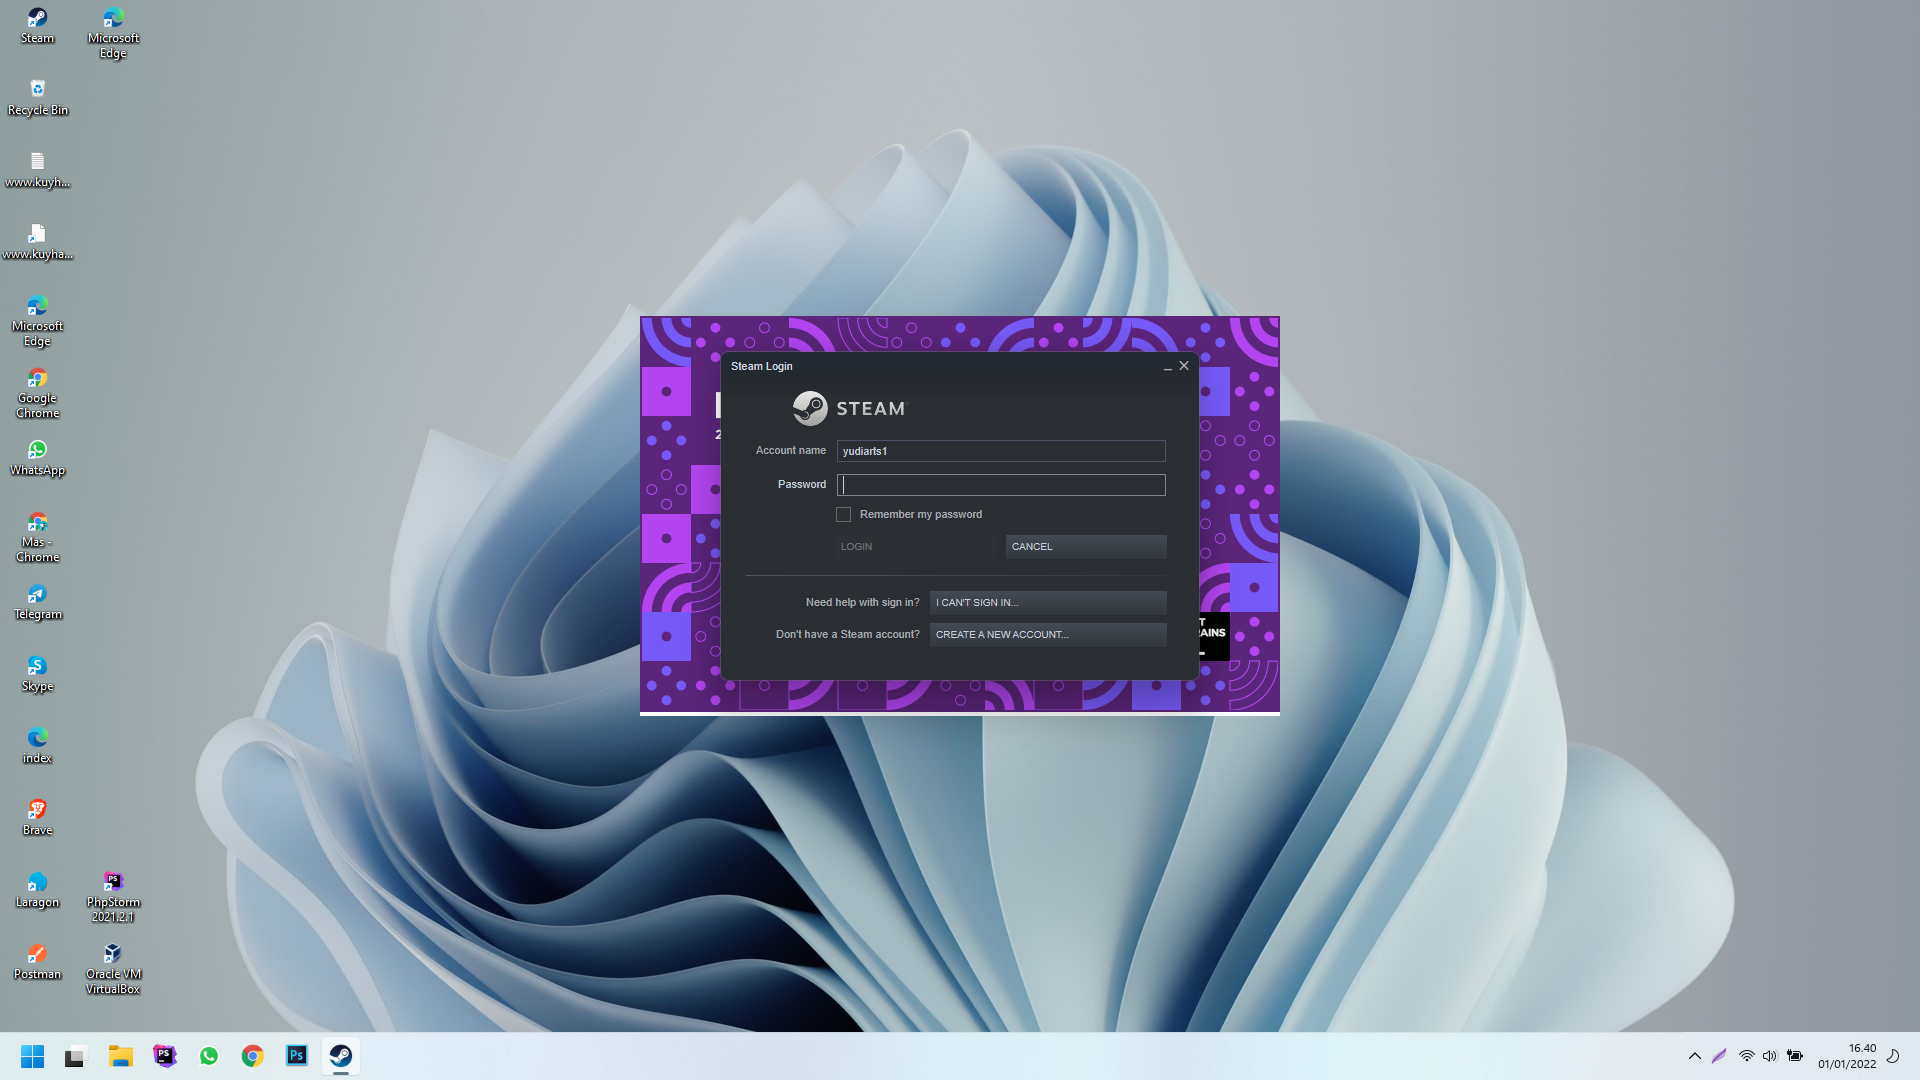 Steam
Microsoft
Edge
Recycle Bin
www.kuyh...
www.kuyha...
Microsoft
Edge
Google
Chrome
WhatsApp
Mas -
Chrome
Telegram
Skype
index
Brave
Laragon
PhpStorm
2021.2.1
Postman
Oracle VM
VirtualBox
Steam Login
STEAM
Account name
yudiarts1
Password
Remember my password
LOGIN
CANCEL
Need help with sign in?
I CAN'T SIGN IN...
Don't have a Steam account?
CREATE A NEW ACCOUNT...
PS
PS
Ps
16.40
01/01/2022